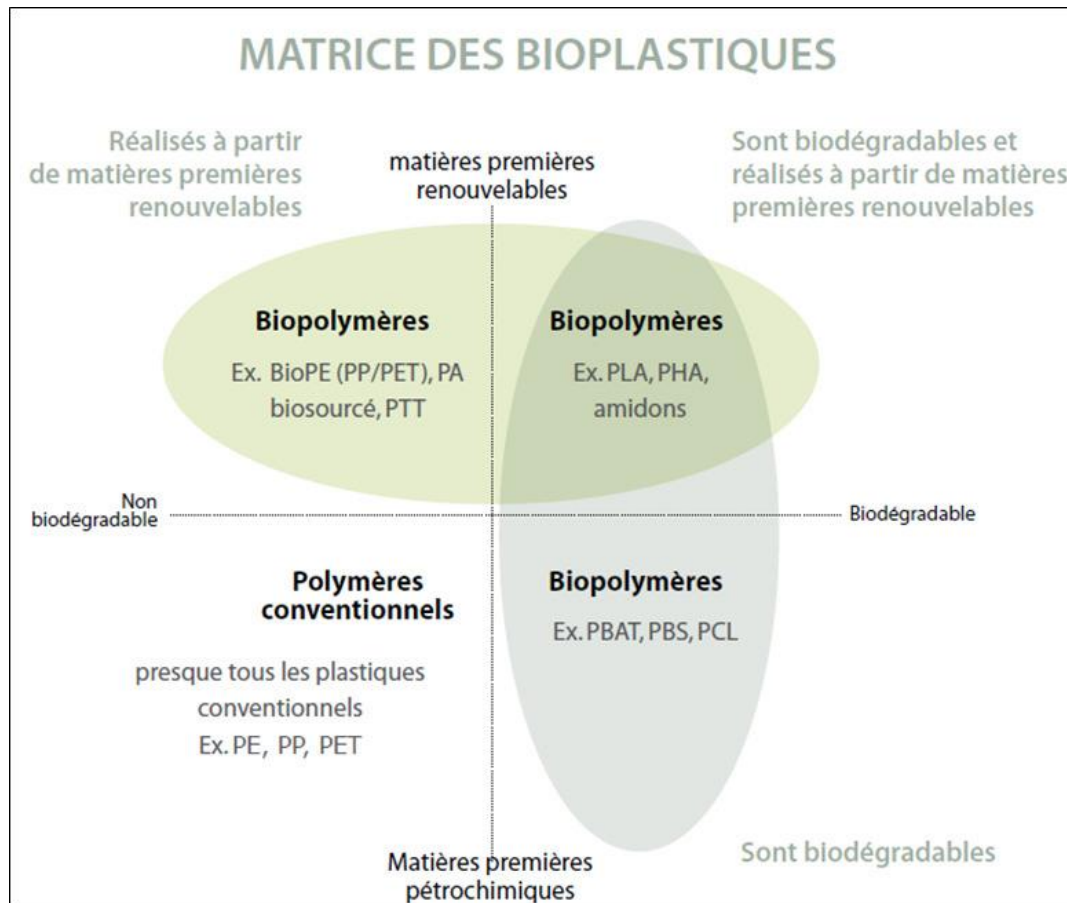 MATRICE DES BIOPLASTIQUES
Réalisés à partir
de matières premières
renouvelables
matières premières
renouvelables
Sont biodégradables et
réalisés à partir de matières
premières renouvelables
Biopolymères
Ex. BioPE (PP/PET), PA
biosourcé, PTT
Biopolymères
Ex. PLA, PHA,
amidons
Non
biodégradable
Biodégradable
Polymères
conventionnels
presque tous les plastiques
conventionnels
Ex. PE, PP, PET
Biopolymères
Ex. PBAT, PBS, PCL
Matières premières
pétrochimiques
Sont biodégradables